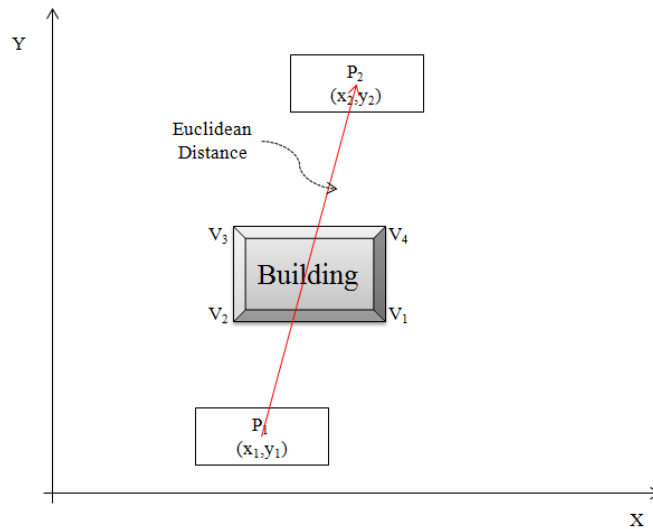 Y
P₂
(x₂,y₂)
Euclidean
Distance
V₃
V₄
Building
V₂
V₁
P₁
(x₁,y₁)
X